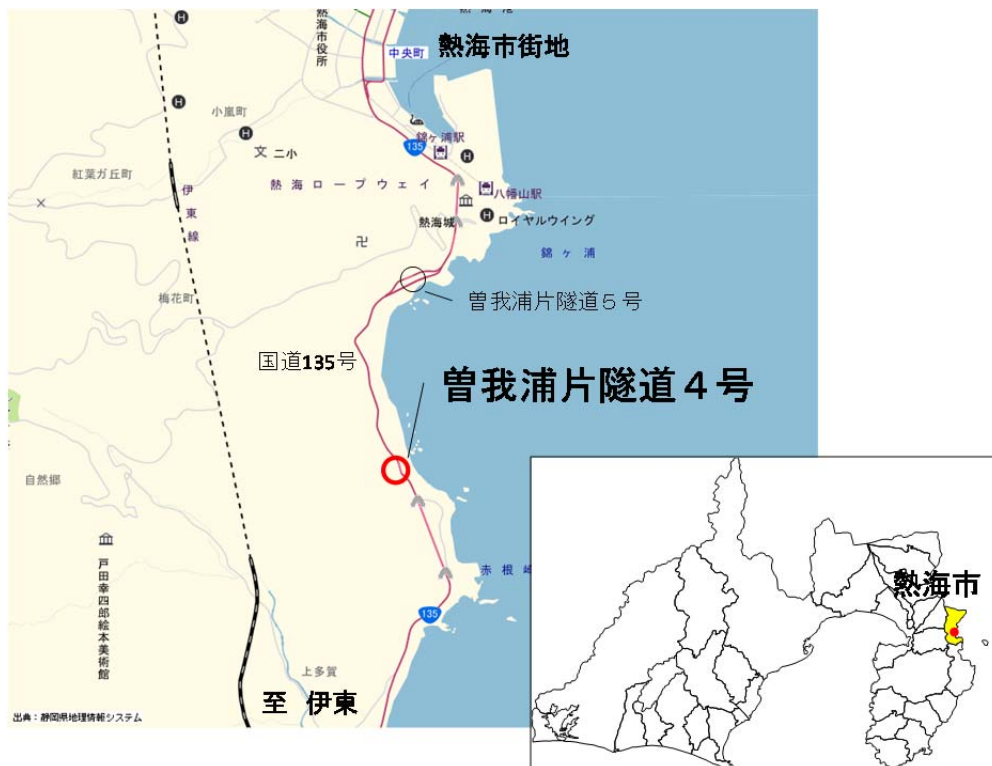 熱海港
熱海市役所
中央町
熱海市街地
小嵐町
錦ヶ浦駅
135
文 二小
紅葉ガ丘町
熱海ロープウェイ
八幡山駅
伊東線
熱海城
ロイヤルウイング
卍
錦ヶ浦
梅花町
曽我浦片隧道5号
国道135号
曽我浦片隧道４号
自然郷
戸田幸四郎絵本美術館
赤根崎
熱海市
135
上多賀
至 伊東
出典：静岡県地理情報システム